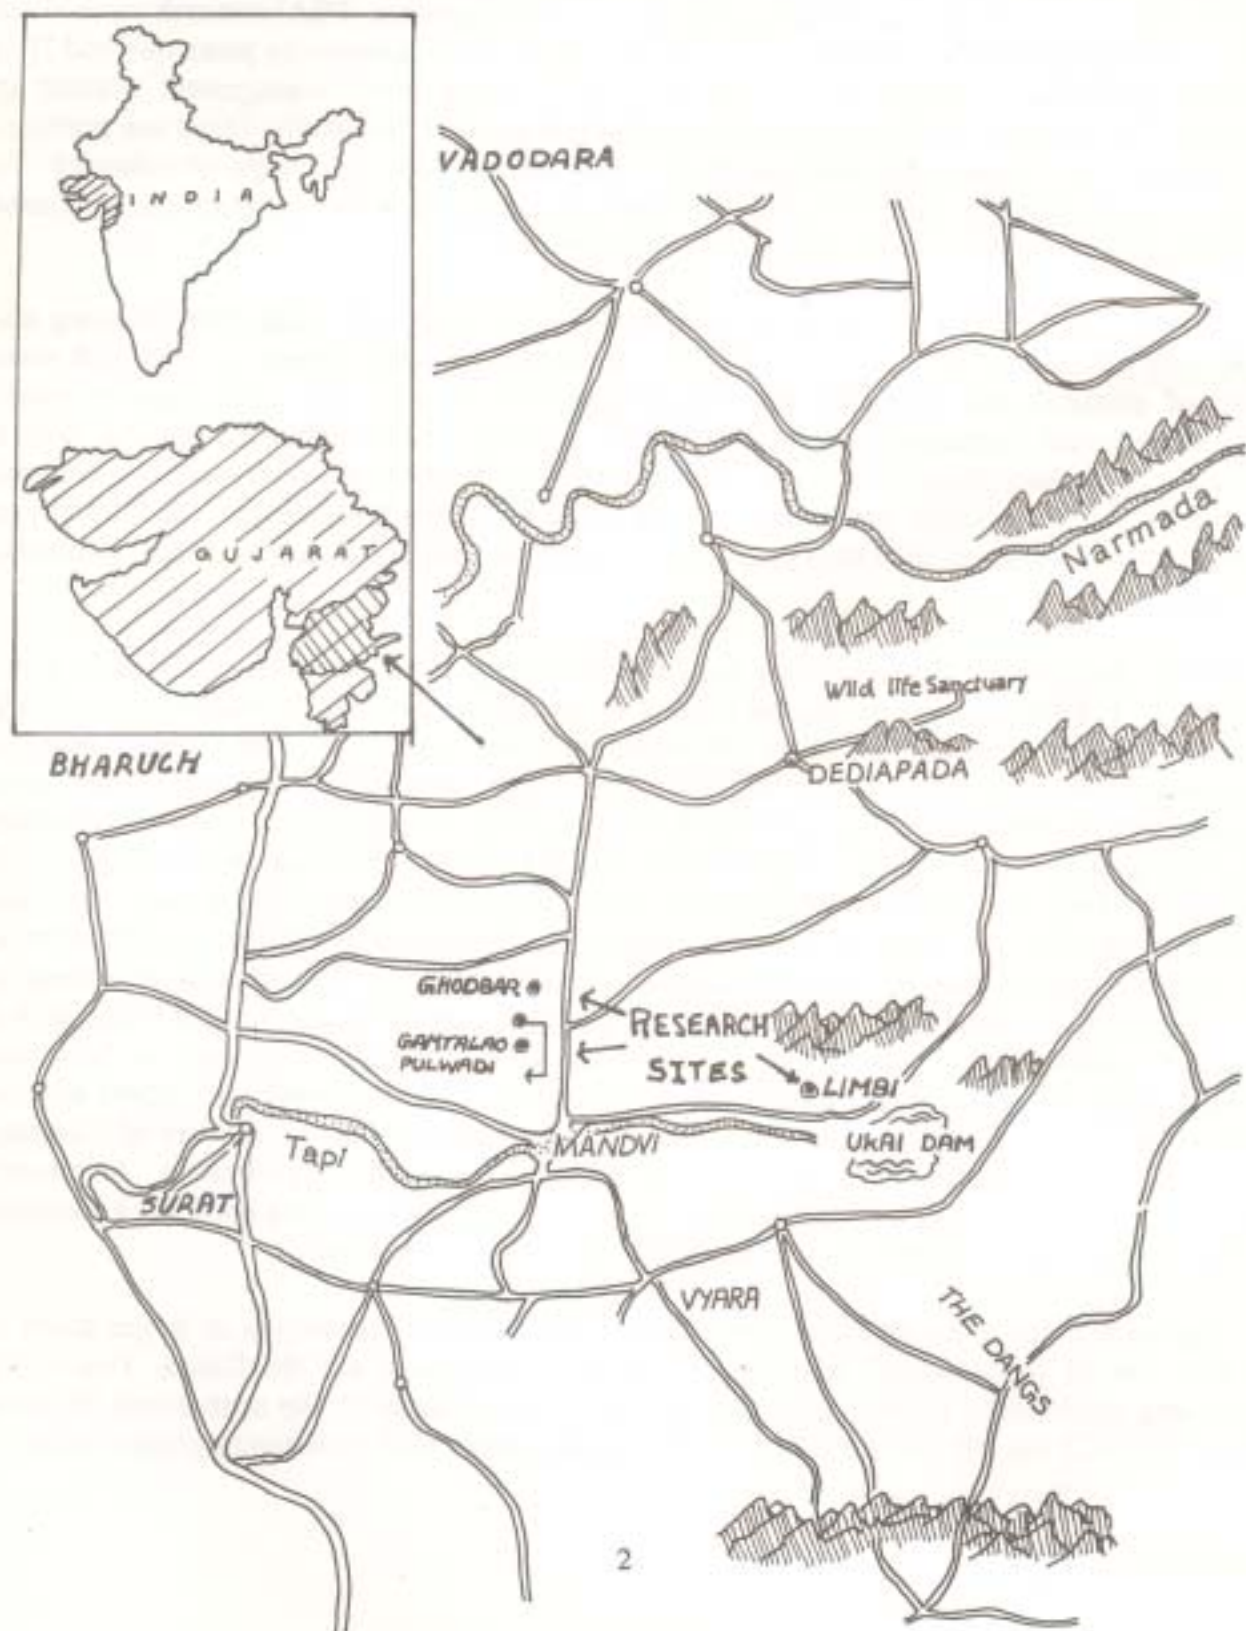 INDIA
GUJARAT
VADODARA
Narmada
Wild life Sanctuary
DEDIAPADA
BHARUCH
GHODBAR
GAMTALAO
PULWADI
RESEARCH
SITES
LIMBI
UKAI DAM
MANDVI
Tapi
SURAT
VYARA
THE DANGS
2